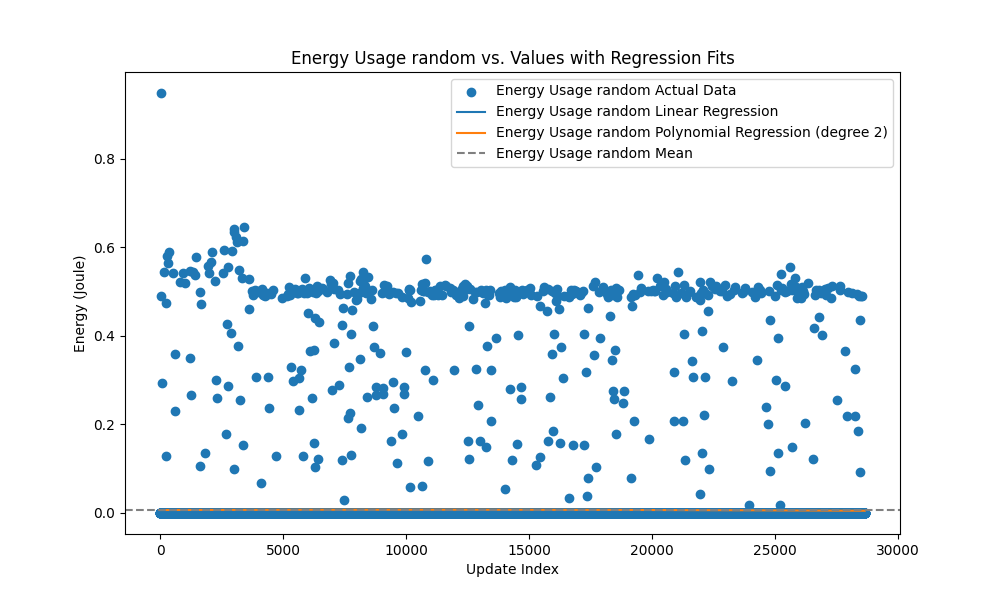 Energy Usage random vs. Values with Regression Fits
Energy Usage random Actual Data
Energy Usage random Linear Regression
Energy Usage random Polynomial Regression (degree 2)
Energy Usage random Mean
Energy (Joule)
0.8
0.6
0.4
0.2
0.0
0 5000 10000 15000 20000 25000 30000
Update Index